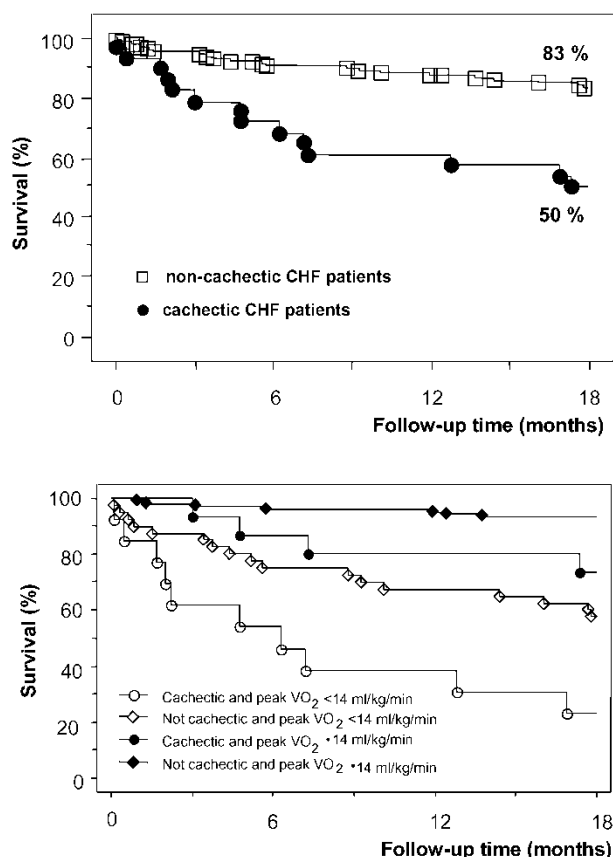 100
83 %
80
60
50 %
40
20
0
Survival (%)
non-cachectic CHF patients
cachectic CHF patients
0
6
12
18
Follow-up time (months)
100
80
60
40
20
0
Survival (%)
Cachectic and peak VO2 <14 ml/kg/min
Not cachectic and peak VO2 <14 ml/kg/min
Cachectic and peak VO2 •14 ml/kg/min
Not cachectic and peak VO2 •14 ml/kg/min
0
6
12
18
Follow-up time (months)